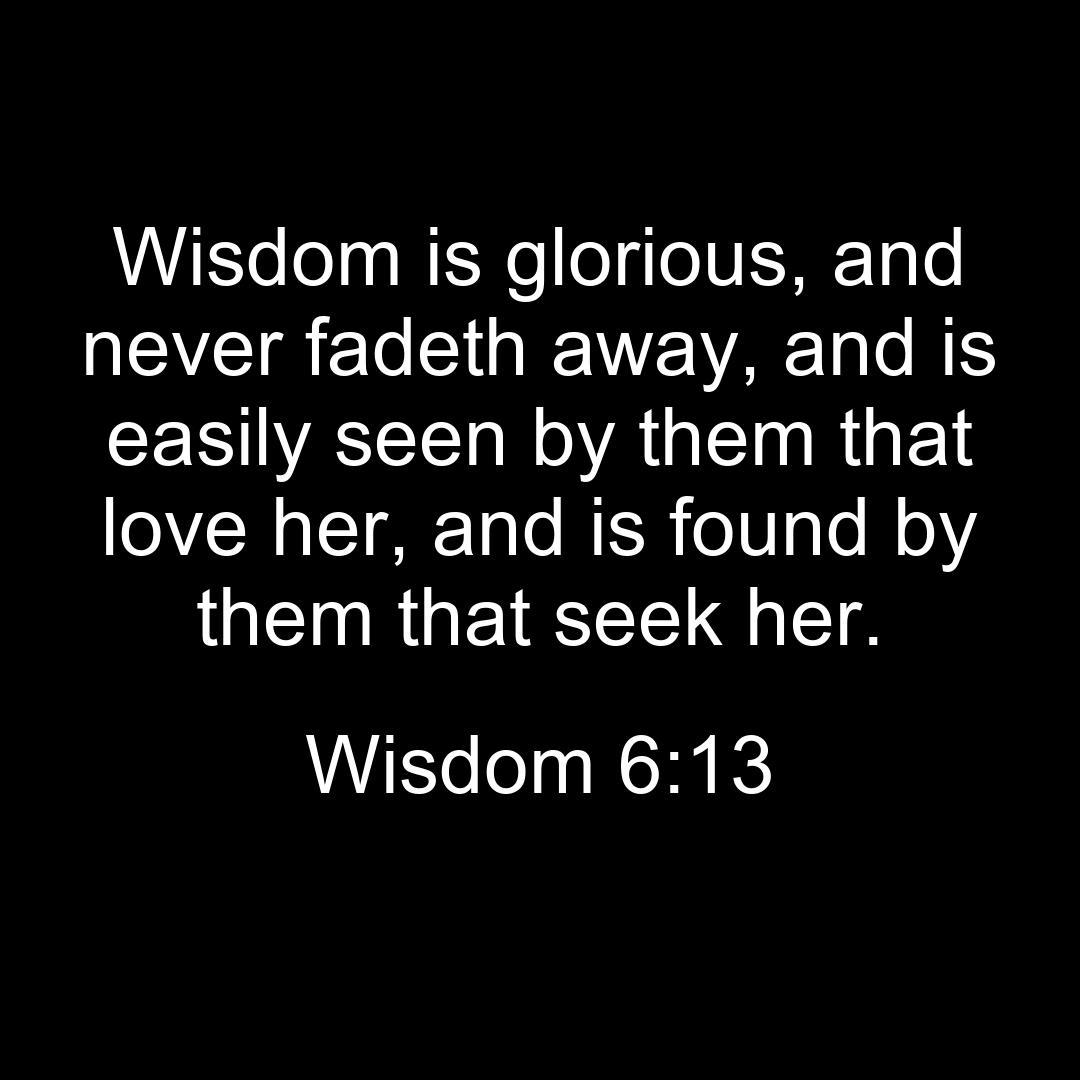 Wisdom is glorious, and
never fadeth away, and is
easily seen by them that
love her, and is found by
them that seek her.
Wisdom 6:13